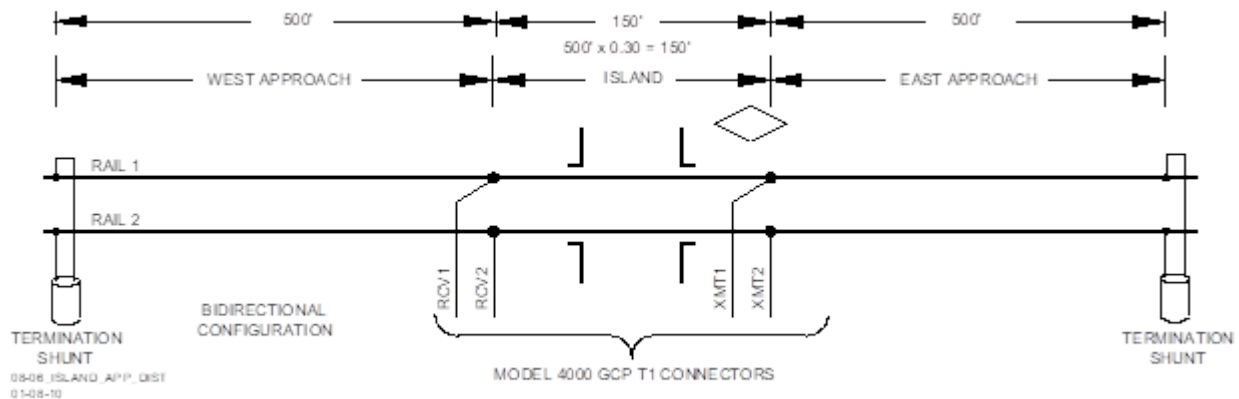 500'
150'
500'
500' x 0.30 = 150'
WEST APPROACH
ISLAND
EAST APPROACH
RAIL 1
RAIL 2
RCV1
RCV2
XMT1
XMT2
BIDIRECTIONAL
CONFIGURATION
TERMINATION
SHUNT
TERMINATION
SHUNT
MODEL 4000 GCP T1 CONNECTORS
08-06_ISLAND_APP_DIST
01-08-10